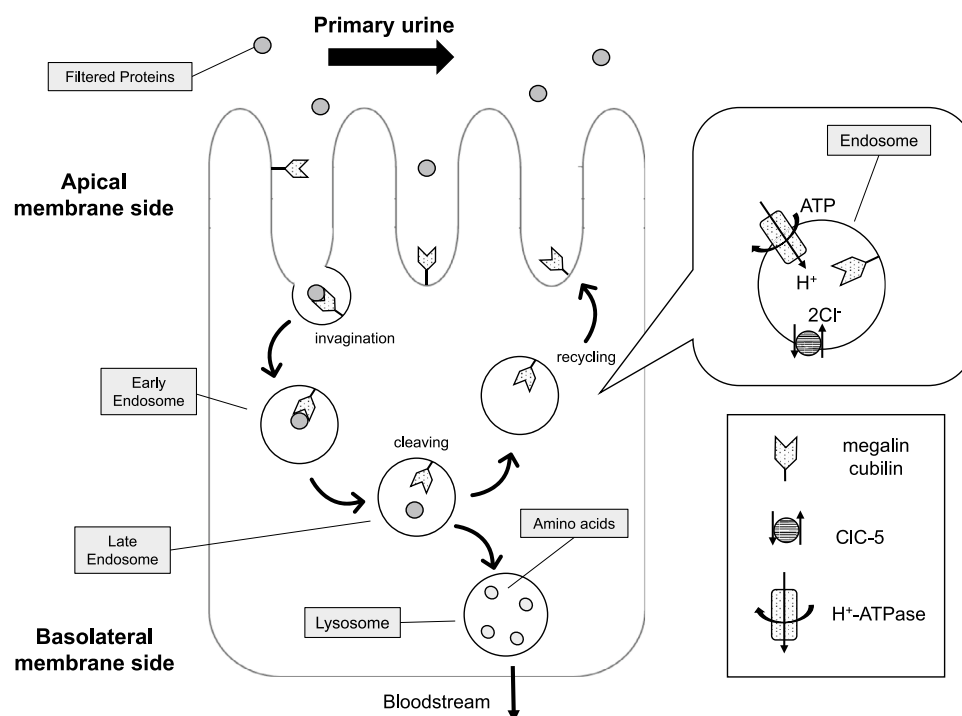 Primary urine
Filtered Proteins
Apical
membrane side
Endosome
ATP
H⁺
2Cl⁻
invagination
recycling
Early
Endosome
cleaving
megalin
cubilin
Amino acids
Late
Endosome
ClC-5
Lysosome
H⁺-ATPase
Basolateral
membrane side
Bloodstream